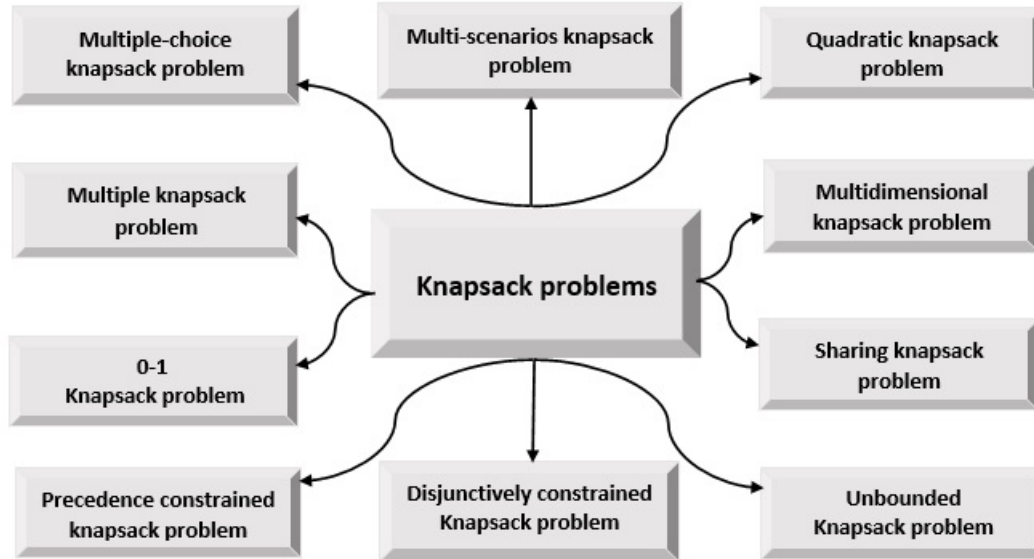 Multiple-choice
knapsack problem
Multi-scenarios knapsack
problem
Quadratic knapsack
problem
Multiple knapsack
problem
Multidimensional
knapsack problem
Knapsack problems
0-1
Knapsack problem
Sharing knapsack
problem
Precedence constrained
knapsack problem
Disjunctively constrained
Knapsack problem
Unbounded
Knapsack problem